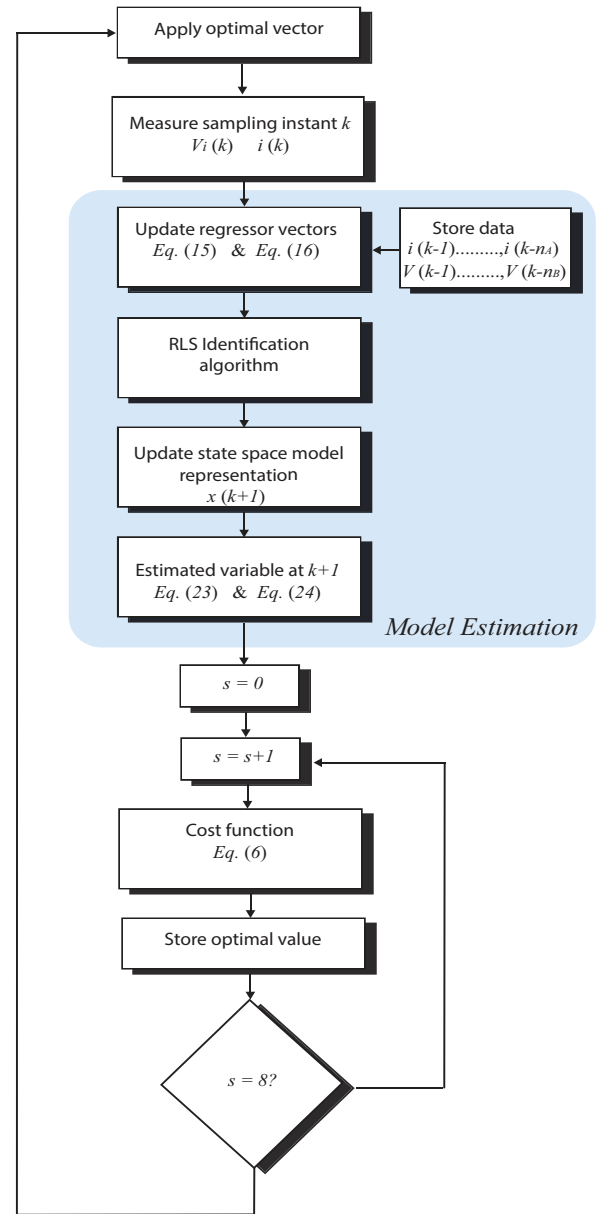 Apply optimal vector
Measure sampling instant k
Vi (k) i (k)
Update regressor vectors
Eq. (15) & Eq. (16)
Store data
i (k-1).........,i (k-nA)
V (k-1).........,V (k-nB)
RLS Identification
algorithm
Update state space model
representation
x (k+1)
Estimated variable at k+1
Eq. (23) & Eq. (24)
Model Estimation
s = 0
s = s+1
Cost function
Eq. (6)
Store optimal value
s = 8?